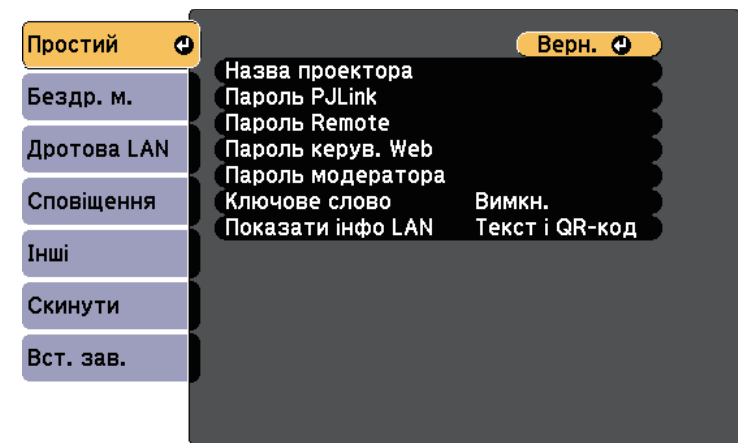 Простий
Бездр. м.
Дротова LAN
Сповіщення
Інші
Скинути
Вст. зав.
Верн.
Назва проектора
Пароль PJLink
Пароль Remote
Пароль керув. Web
Пароль модератора
Ключове слово Вимкн.
Показати інфо LAN Текст і QR-код